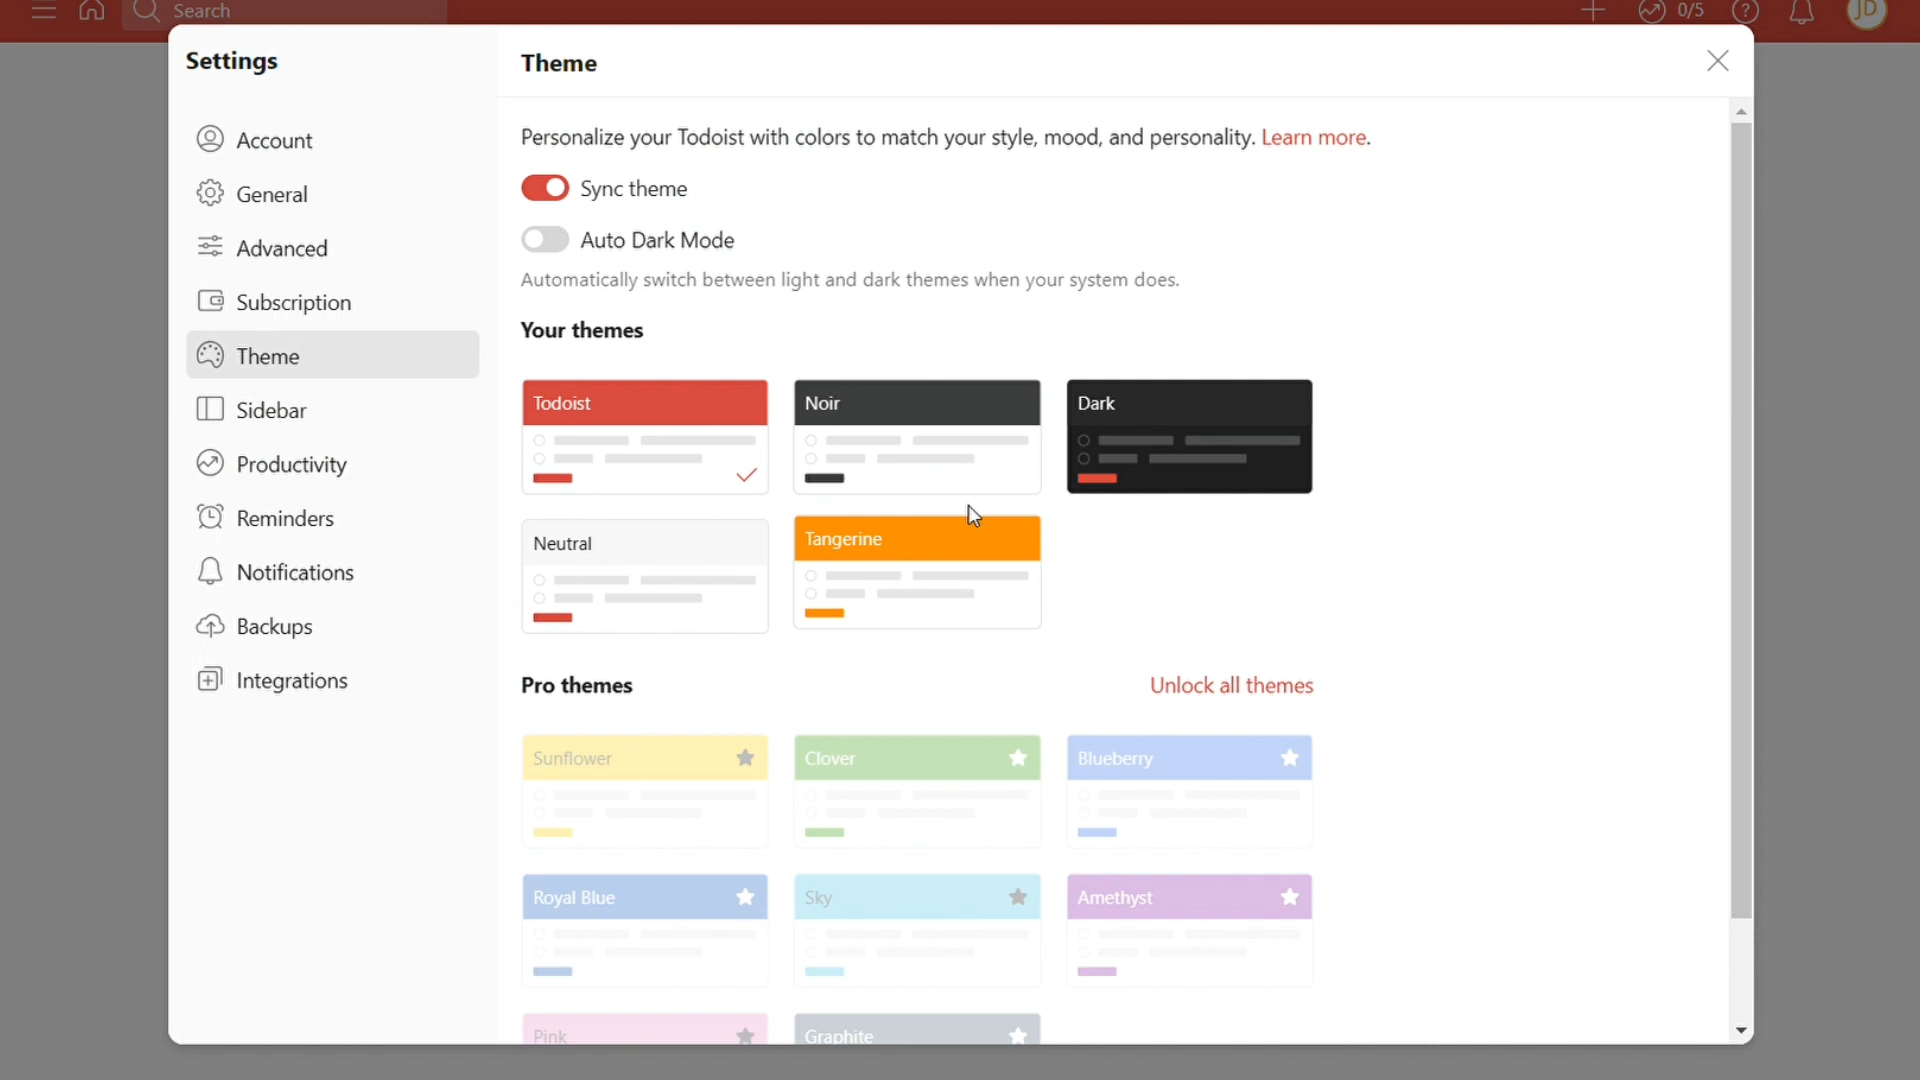 Search
0/5
JD
Settings
Account
General
Advanced
Subscription
Theme
Sidebar
Productivity
Reminders
Notifications
Backups
Integrations
Theme
Personalize your Todoist with colors to match your style, mood, and personality. Learn more.
Sync theme
Auto Dark Mode
Automatically switch between light and dark themes when your system does.
Your themes
Todoist
Noir
Dark
Neutral
Tangerine
Pro themes
Unlock all themes
Sunflower
Clover
Blueberry
Royal Blue
Sky
Amethyst
Pink
Graphite